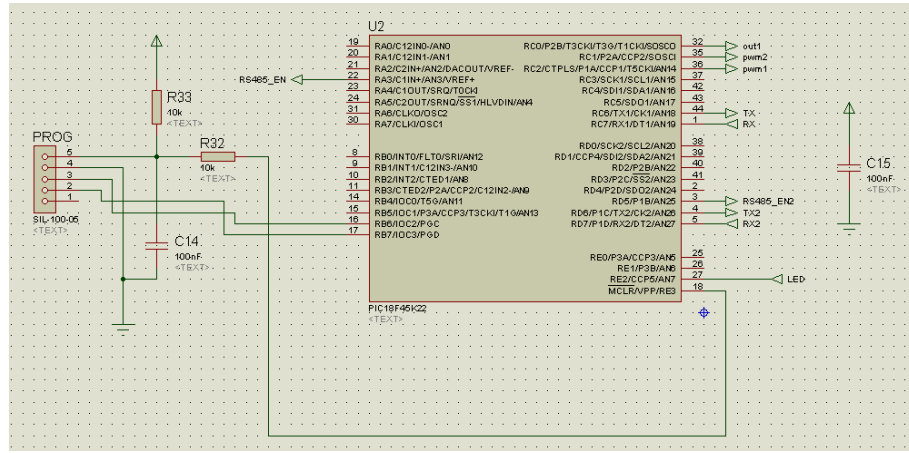 U2
19 RA0/C12IN0-/AN0 RC0/P2B/T3CKI/T3G/T1CKI/SOSCO 32 out1
20 RA1/C12IN1-/AN1 RC1/P2A/CCP2/SOSCI 35 pwm2
21 RA2/C2IN+/AN2/DACOUT/VREF- RC2/CTPLS/P1A/CCP1/T5CKI/AN14 36 pwm1
RS485_EN 22 RA3/C1IN+/AN3/VREF+ RC3/SCK1/SCL1/AN15 37
23 RA4/C1OUT/SRQ/T0CKI RC4/SDI1/SDA1/AN16 42
24 RA5/C2OUT/SRNQ/SS1/HLVDIN/AN4 RC5/SDO1/AN17 43
31 RA6/CLKO/OSC2 RC6/TX1/CK1/AN18 44 TX
30 RA7/CLKI/OSC1 RC7/RX1/DT1/AN19 1 RX
R33
10k
<TEXT>
RD0/SCK2/SCL2/AN20 38
8 RB0/INT0/FLT0/SRI/AN12 RD1/CCP4/SDI2/SDA2/AN21 39
9 RB1/INT1/C12IN3-/AN10 RD2/P2B/AN22 40
10 RB2/INT2/CTED1/AN8 RD3/P2C/SS2/AN23 41
11 RB3/CTED2/P2A/CCP2/C12IN2-/AN9 RD4/P2D/SDO2/AN24 2
14 RB4/IOC0/T5G/AN11 RD5/P1B/AN25 3 RS485_EN2
15 RB5/IOC1/P3A/CCP3/T3CKI/T1G/AN13 RD6/P1C/TX2/CK2/AN26 4 TX2
16 RB6/IOC2/PGC RD7/P1D/RX2/DT2/AN27 5 RX2
17 RB7/IOC3/PGD
RE0/P3A/CCP3/AN5 25
RE1/P3B/AN6 26
RE2/CCP5/AN7 27 LED
MCLR/VPP/RE3 18
PIC18F45K22
<TEXT>
R32
10k
<TEXT>
PROG
5
4
3
2
1
SIL-100-05
<TEXT>
C14
100nF
<TEXT>
C15
100nF
<TEXT>